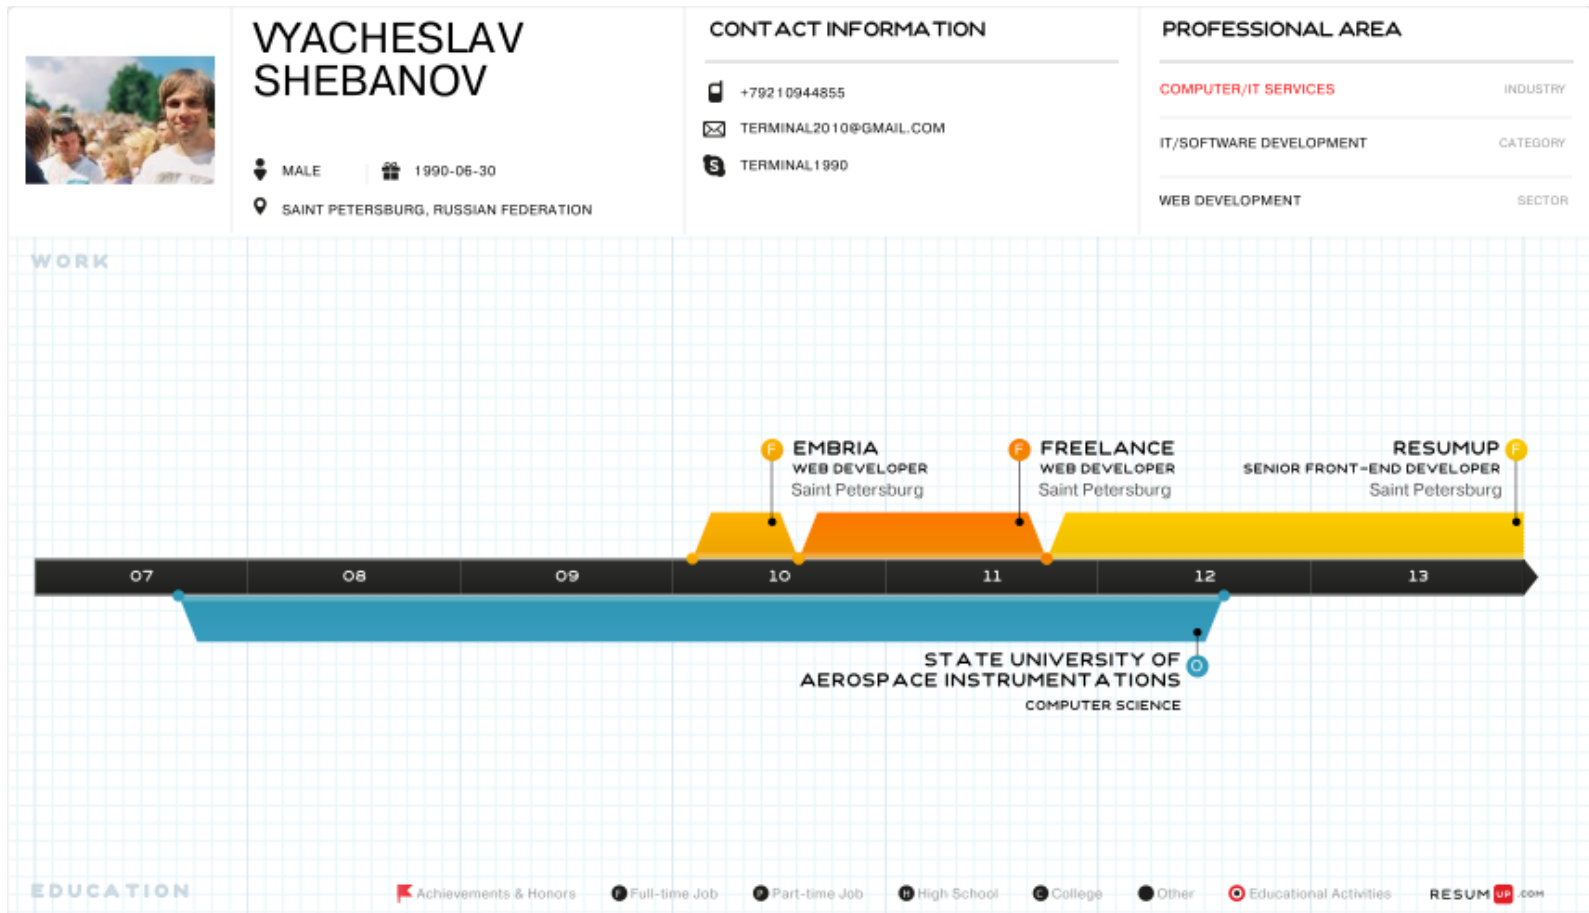 VYACHESLAV
SHEBANOV
MALE
1990-06-30
SAINT PETERSBURG, RUSSIAN FEDERATION
CONTACT INFORMATION
+79210944855
TERMINAL2010@GMAIL.COM
TERMINAL1990
PROFESSIONAL AREA
COMPUTER/IT SERVICES INDUSTRY
IT/SOFTWARE DEVELOPMENT CATEGORY
WEB DEVELOPMENT SECTOR
WORK
F EMBRIA
WEB DEVELOPER
Saint Petersburg
F FREELANCE
WEB DEVELOPER
Saint Petersburg
RESUMUP F
SENIOR FRONT-END DEVELOPER
Saint Petersburg
07 08 09 10 11 12 13
STATE UNIVERSITY OF
AEROSPACE INSTRUMENTATIONS O
COMPUTER SCIENCE
EDUCATION
Achievements & Honors F Full-time Job P Part-time Job H High School C College Other Educational Activities RESUMUP.COM